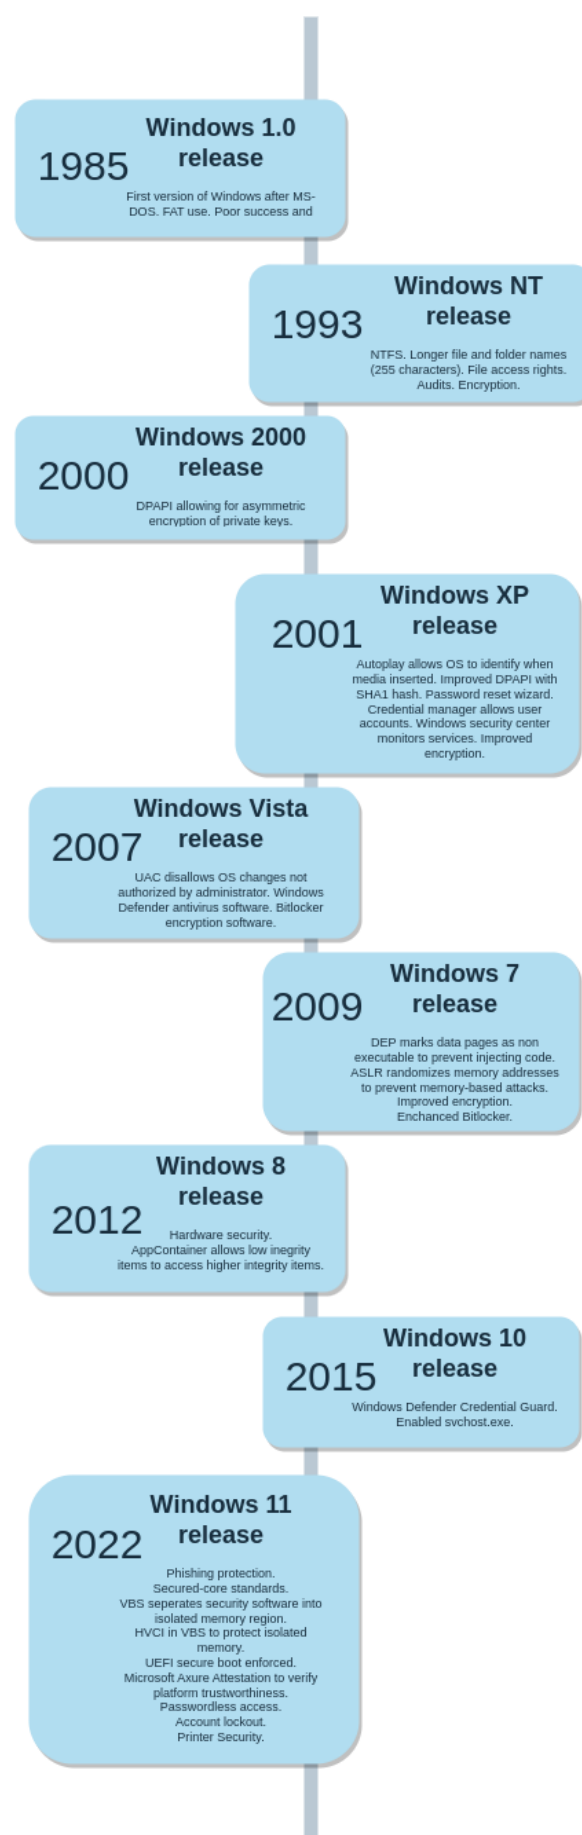 Windows 1.0
release
1985
First version of Windows after MS-
DOS. FAT use. Poor success and
Windows NT
release
1993
NTFS. Longer file and folder names
(255 characters). File access rights.
Audits. Encryption.
Windows 2000
release
2000
DPAPI allowing for asymmetric
encryption of private keys.
Windows XP
release
2001
Autoplay allows OS to identify when
media inserted. Improved DPAPI with
SHA1 hash. Password reset wizard.
Credential manager allows user
accounts. Windows security center
monitors services. Improved
encryption.
Windows Vista
release
2007
UAC disallows OS changes not
authorized by administrator. Windows
Defender antivirus software. Bitlocker
encryption software.
Windows 7
release
2009
DEP marks data pages as non
executable to prevent injecting code.
ASLR randomizes memory addresses
to prevent memory-based attacks.
Improved encryption.
Enchanced Bitlocker.
Windows 8
release
2012
Hardware security.
AppContainer allows low inegrity
items to access higher integrity items.
Windows 10
release
2015
Windows Defender Credential Guard.
Enabled svchost.exe.
Windows 11
release
2022
Phishing protection.
Secured-core standards.
VBS seperates security software into
isolated memory region.
HVCI in VBS to protect isolated
memory.
UEFI secure boot enforced.
Microsoft Axure Attestation to verify
platform trustworthiness.
Passwordless access.
Account lockout.
Printer Security.